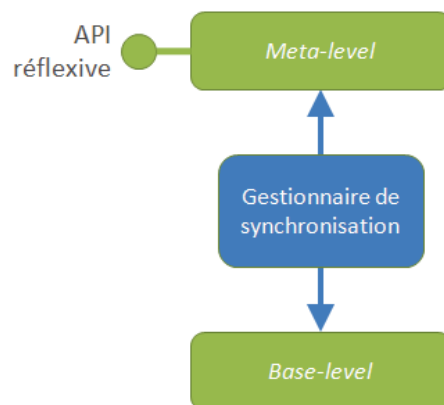 API
réflexive
Meta-level
Gestionnaire de
synchronisation
Base-level